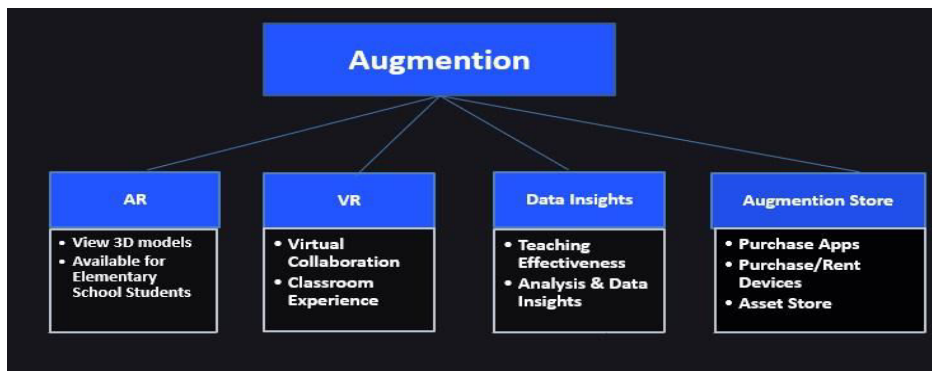 Augmention
AR
• View 3D models
• Available for
Elementary
School Students
VR
• Virtual
Collaboration
• Classroom
Experience
Data Insights
• Teaching
Effectiveness
• Analysis & Data
Insights
Augmention Store
• Purchase Apps
• Purchase/Rent
Devices
• Asset Store